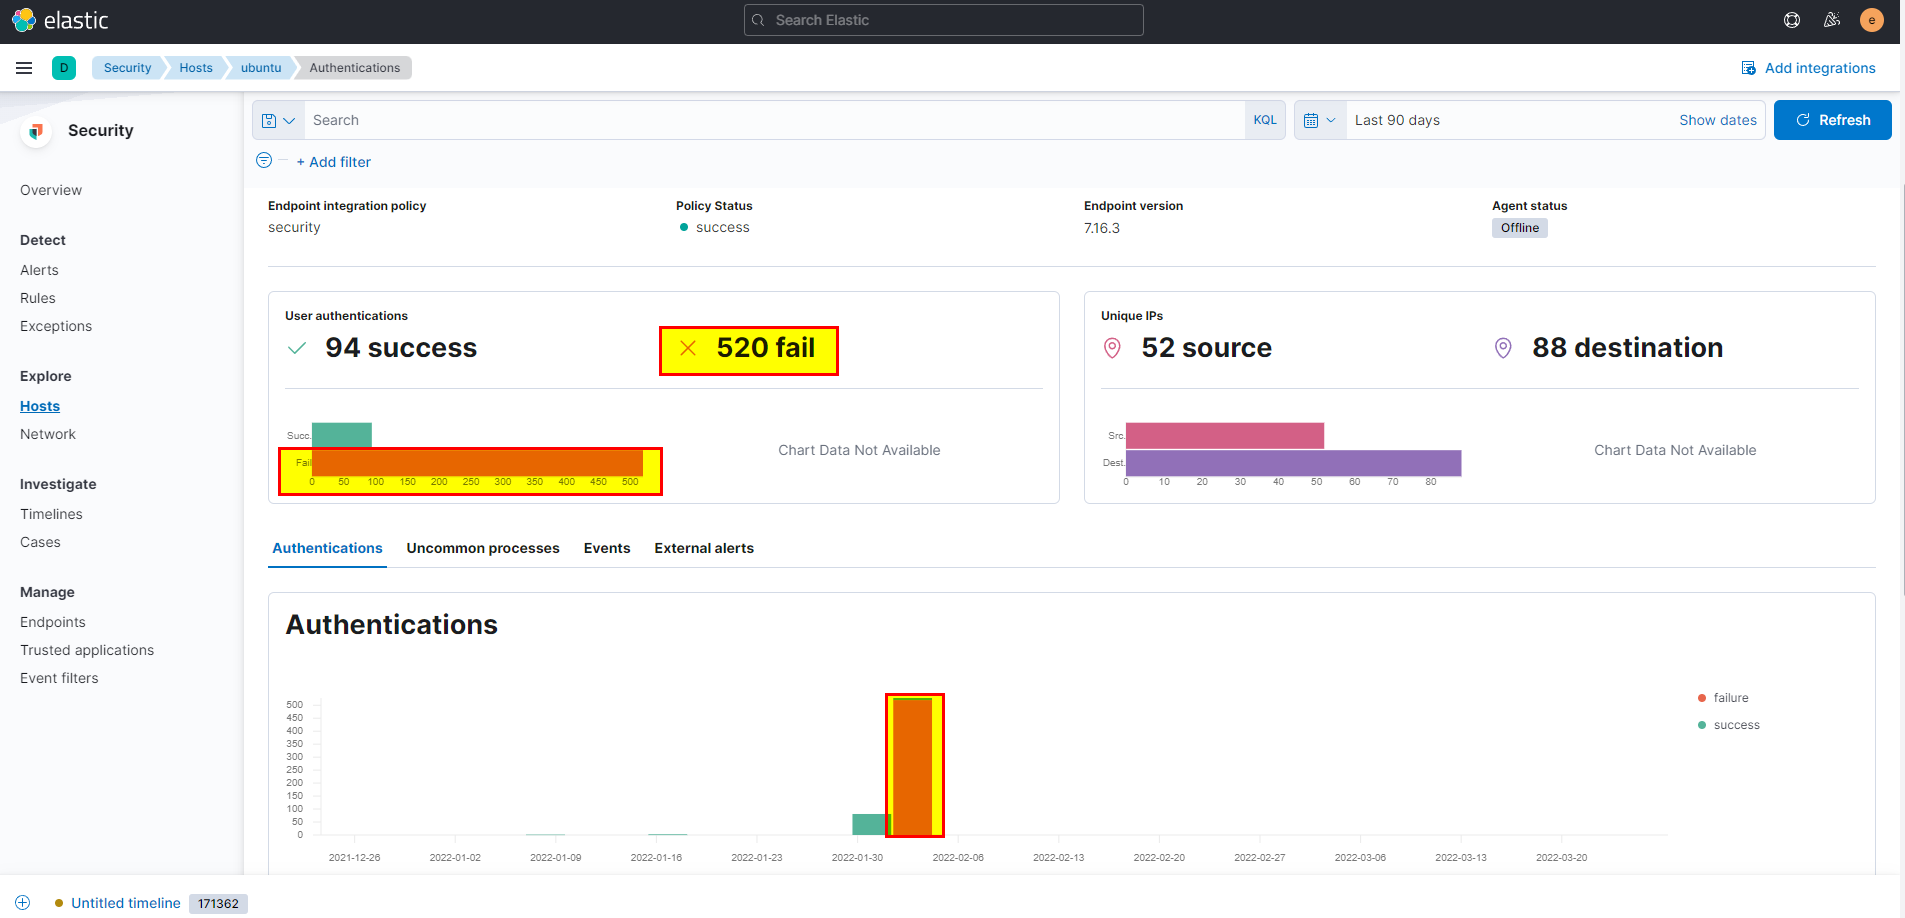 elastic
Search Elastic
e
D
Security
Hosts
ubuntu
Authentications
Add integrations
Security
Search
KQL
Last 90 days
Show dates
Refresh
+ Add filter
Overview
Detect
Alerts
Rules
Exceptions
Explore
Hosts
Network
Investigate
Timelines
Cases
Manage
Endpoints
Trusted applications
Event filters
Endpoint integration policy
security
Policy Status
success
Endpoint version
7.16.3
Agent status
Offline
User authentications
94 success
520 fail
Succ.
Fail
0 50 100 150 200 250 300 350 400 450 500
Chart Data Not Available
Unique IPs
52 source
88 destination
Src.
Dest.
0 10 20 30 40 50 60 70 80
Chart Data Not Available
Authentications
Uncommon processes
Events
External alerts
Authentications
500
450
400
350
300
250
200
150
100
50
0
2021-12-26 2022-01-02 2022-01-09 2022-01-16 2022-01-23 2022-01-30 2022-02-06 2022-02-13 2022-02-20 2022-02-27 2022-03-06 2022-03-13 2022-03-20
failure
success
Untitled timeline
171362